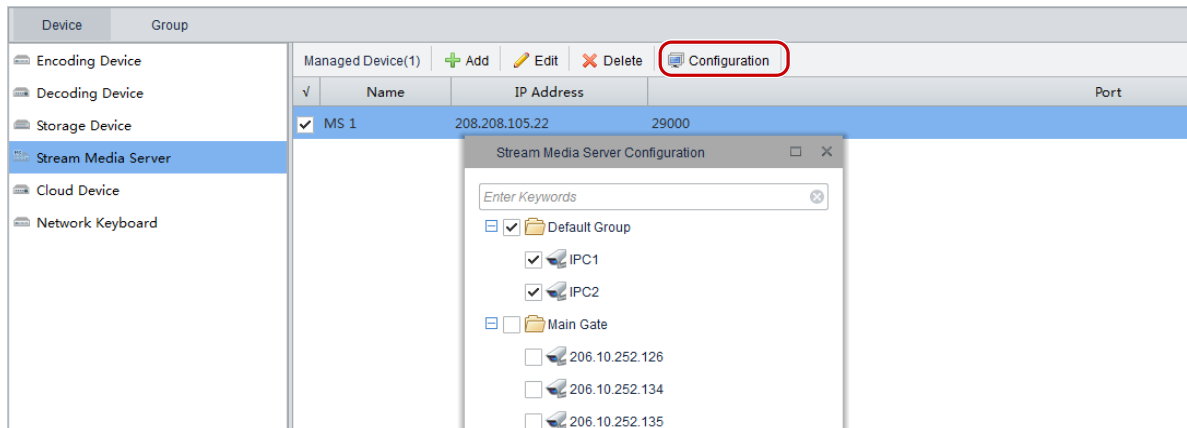 Device Group
Encoding Device
Decoding Device
Storage Device
Stream Media Server
Cloud Device
Network Keyboard
Managed Device(1) Add Edit Delete Configuration
√ Name IP Address Port
MS 1 208.208.105.22 29000
Stream Media Server Configuration
Enter Keywords
Default Group
IPC1
IPC2
Main Gate
206.10.252.126
206.10.252.134
206.10.252.135